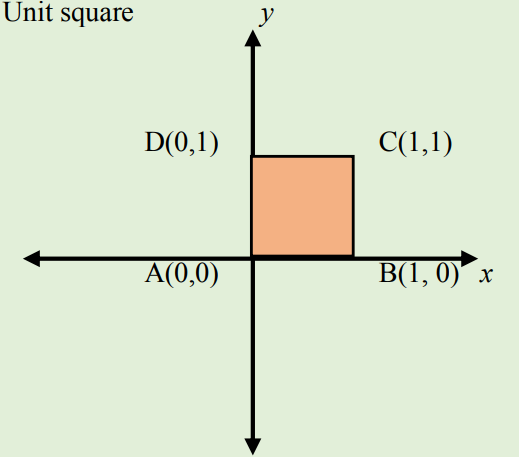 Unit square
y
D(0,1)
C(1,1)
A(0,0)
B(1, 0)
x